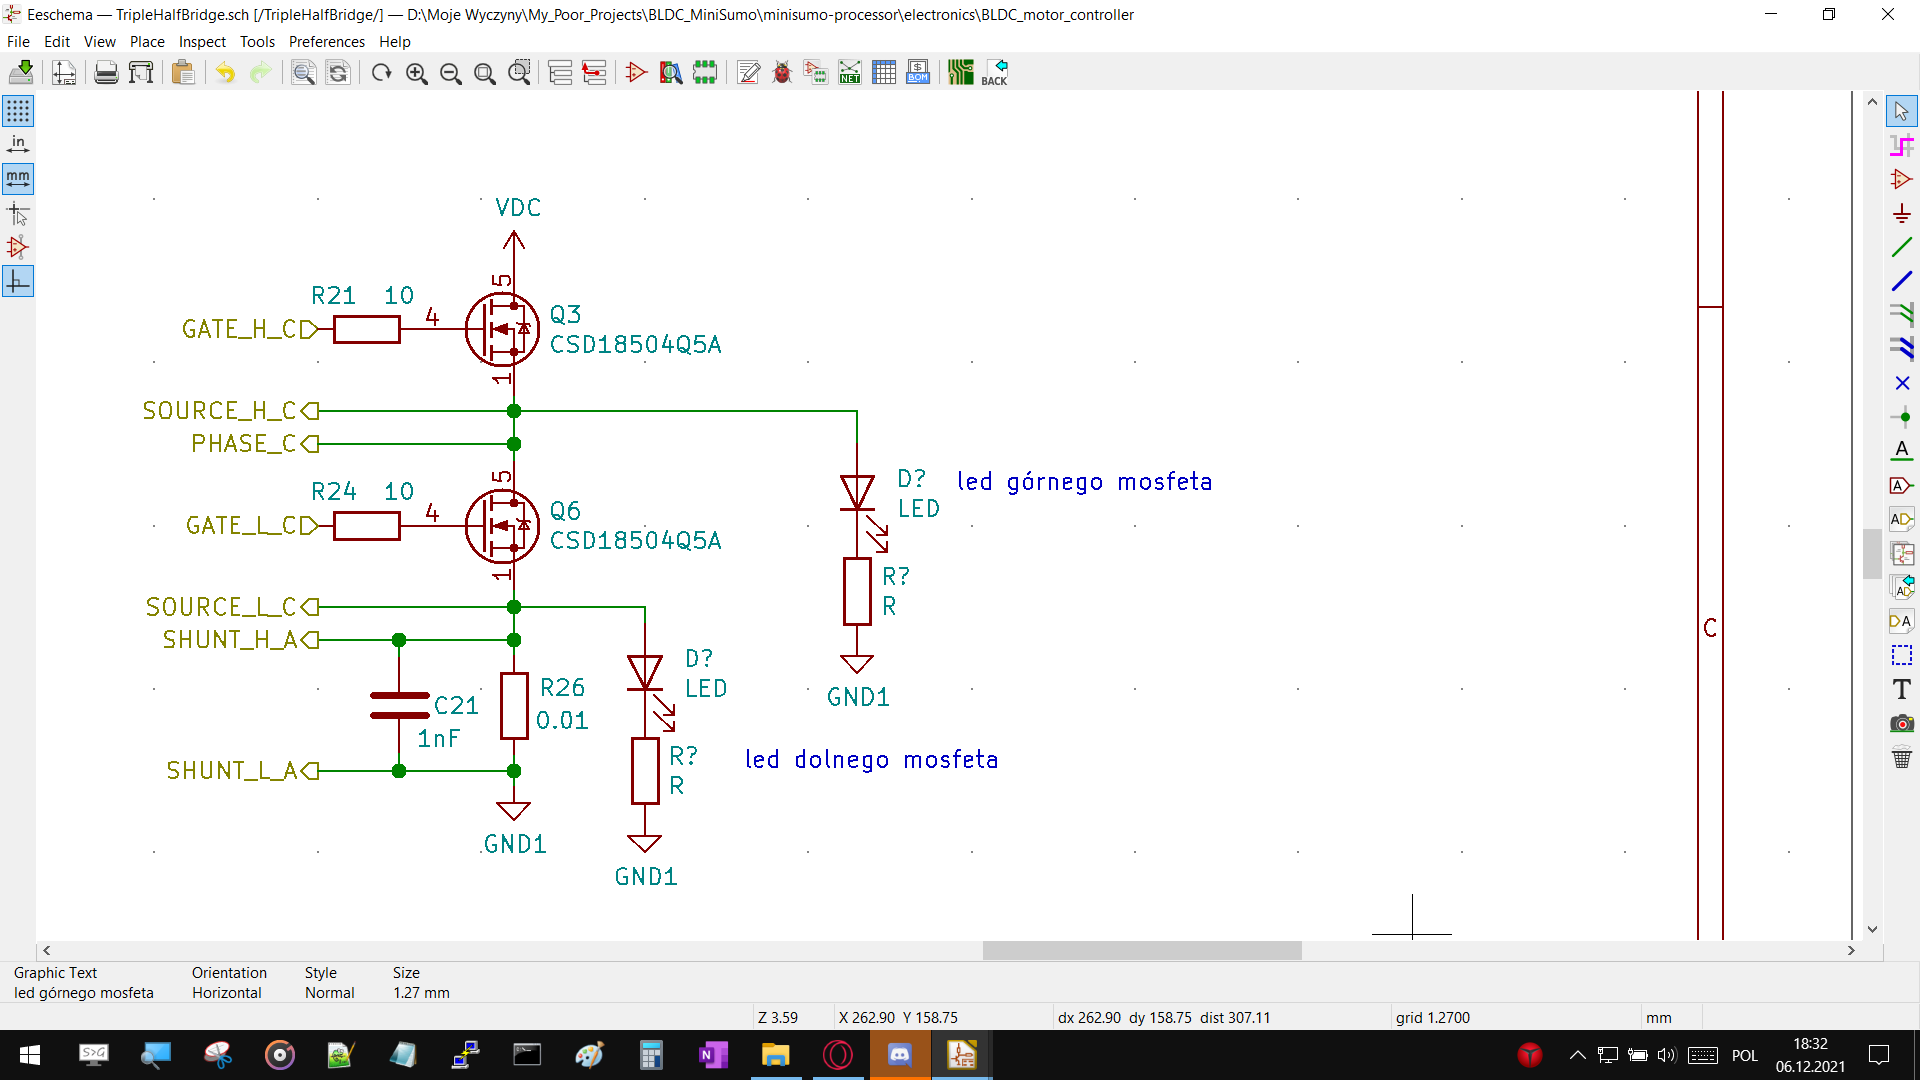 Eeschema — TripleHalfBridge.sch [/TripleHalfBridge/] — D:\Moje Wyczyny\My_Poor_Projects\BLDC_MiniSumo\minisumo-processor\electronics\BLDC_motor_controller
File Edit View Place Inspect Tools Preferences Help
NET
BOM
BACK
in
mm
VDC
5
R21 10
4
Q3
GATE_H_C
CSD18504Q5A
1
SOURCE_H_C
PHASE_C
5
D? led górnego mosfeta
R24 10
4
LED
Q6
GATE_L_C
CSD18504Q5A
1
R?
R
SOURCE_L_C
SHUNT_H_A
C
D?
R26
LED
GND1
C21
0.01
1nF
R?
led dolnego mosfeta
SHUNT_L_A
R
GND1
GND1
A
A
AD
AD
DA
T
Graphic Text Orientation Style Size
led górnego mosfeta Horizontal Normal 1.27 mm
Z 3.59 X 262.90 Y 158.75 dx 262.90 dy 158.75 dist 307.11 grid 1.2700 mm
S>G
N
POL
18:32
06.12.2021